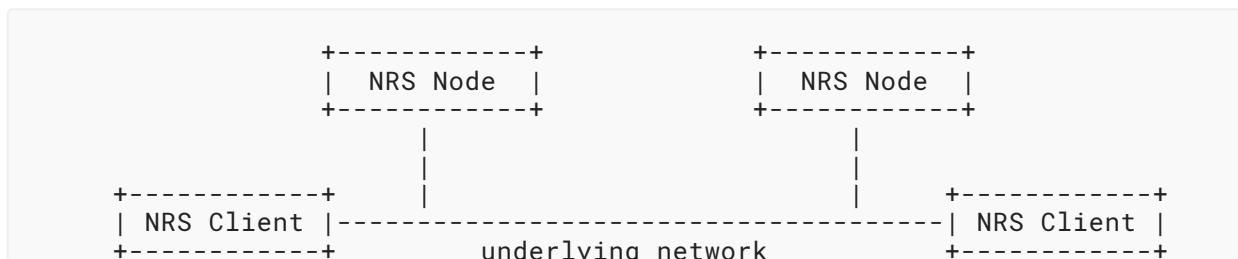 +------------+ +------------+
| NRS Node | | NRS Node |
+------------+ +------------+
| |
| |
+------------+ | | +------------+
| NRS Client |--------------------------------------| NRS Client |
+------------+ underlying network +------------+